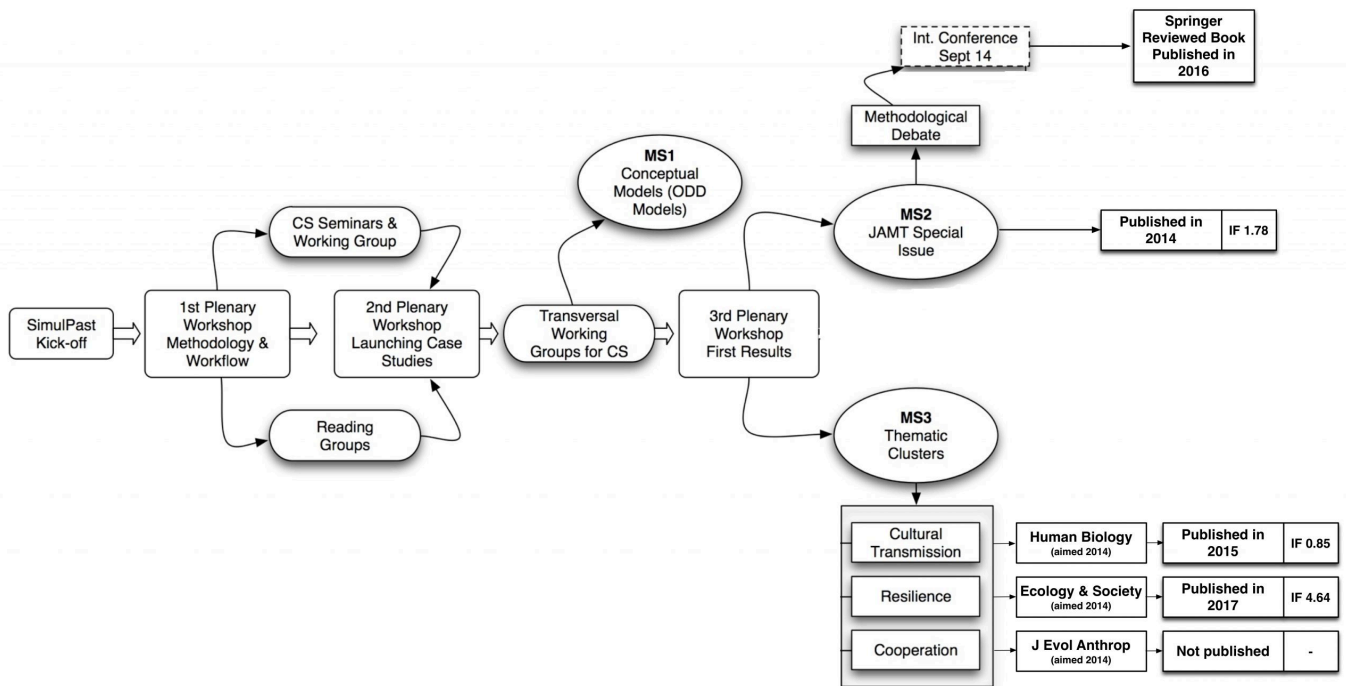 SimulPast
Kick-off
1st Plenary
Workshop
Methodology &
Workflow
CS Seminars &
Working Group
Reading
Groups
2nd Plenary
Workshop
Launching Case
Studies
Transversal
Working
Groups for CS
MS1
Conceptual
Models (ODD
Models)
3rd Plenary
Workshop
First Results
MS2
JAMT Special
Issue
Published in
2014
IF 1.78
Methodological
Debate
Int. Conference
Sept 14
Springer
Reviewed Book
Published in
2016
MS3
Thematic
Clusters
Cultural
Transmission
Human Biology
(aimed 2014)
Published in
2015
IF 0.85
Resilience
Ecology & Society
(aimed 2014)
Published in
2017
IF 4.64
Cooperation
J Evol Anthrop
(aimed 2014)
Not published
-